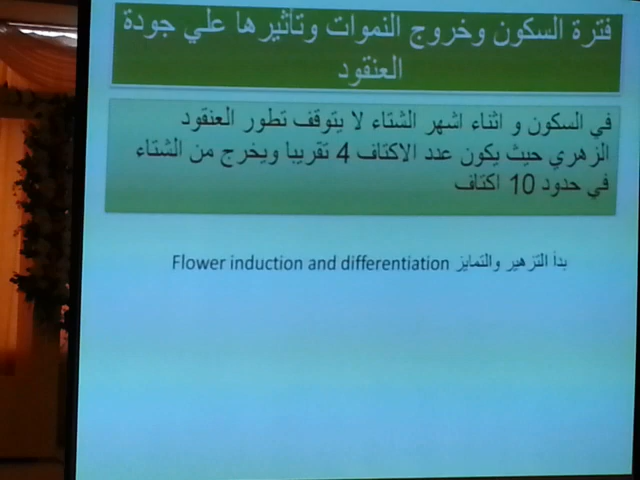 فترة السكون وخروج النموات وتأثيرها علي جودة
العنقود
في السكون و اثناء اشهر الشتاء لا يتوقف تطور العنقود
الزهري حيث يكون عدد الاكتاف 4 تقريبا ويخرج من الشتاء
في حدود 10 اكتاف
بدأ التزهير والتمايز Flower induction and differentiation